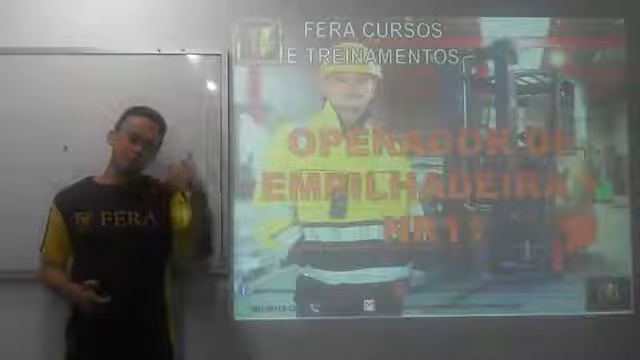 FERA CURSOS
E TREINAMENTOS
OPERADOR DE
EMPILHADEIRA
NR11
FERA